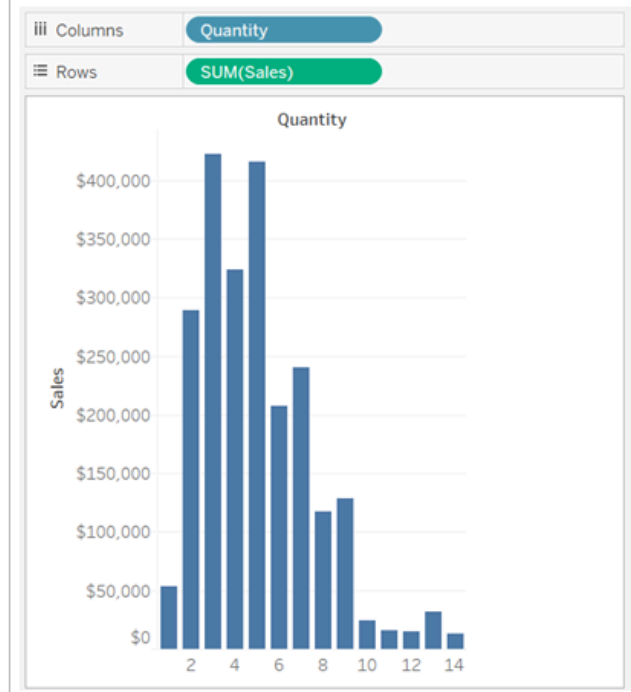 Columns Quantity
Rows SUM(Sales)
Quantity
$400,000
$350,000
$300,000
$250,000
$200,000
$150,000
$100,000
$50,000
$0
Sales
2 4 6 8 10 12 14